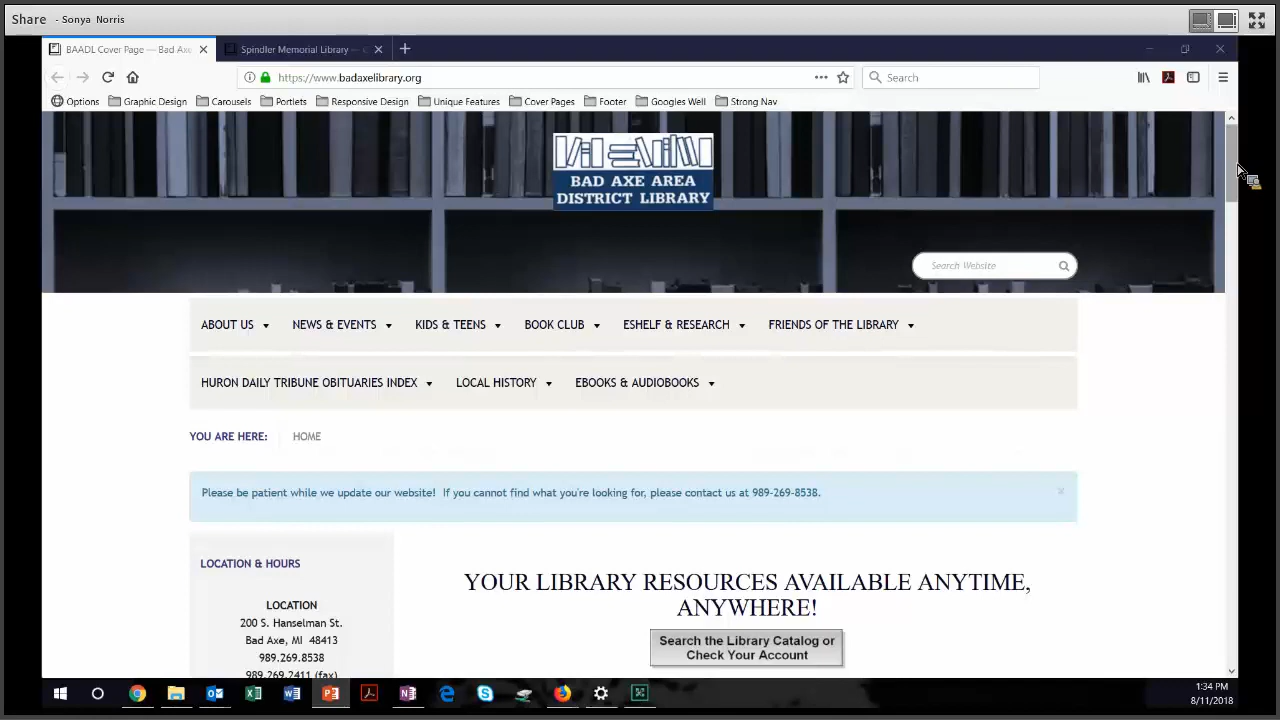 Share - Sonya Norris
BAADL Cover Page — Bad Axe
Spindler Memorial Library —
https://www.badaxelibrary.org
Search
Options
Graphic Design
Carousels
Portlets
Responsive Design
Unique Features
Cover Pages
Footer
Googles Well
Strong Nav
BAD AXE AREA
DISTRICT LIBRARY
Search Website
ABOUT US
NEWS & EVENTS
KIDS & TEENS
BOOK CLUB
ESHELF & RESEARCH
FRIENDS OF THE LIBRARY
HURON DAILY TRIBUNE OBITUARIES INDEX
LOCAL HISTORY
EBOOKS & AUDIOBOOKS
YOU ARE HERE:
HOME
Please be patient while we update our website! If you cannot find what you're looking for, please contact us at 989-269-8538.
LOCATION & HOURS
LOCATION
200 S. Hanselman St.
Bad Axe, MI 48413
989.269.8538
989.269.2411 (fax)
YOUR LIBRARY RESOURCES AVAILABLE ANYTIME,
ANYWHERE!
Search the Library Catalog or
Check Your Account
1:34 PM
8/11/2018